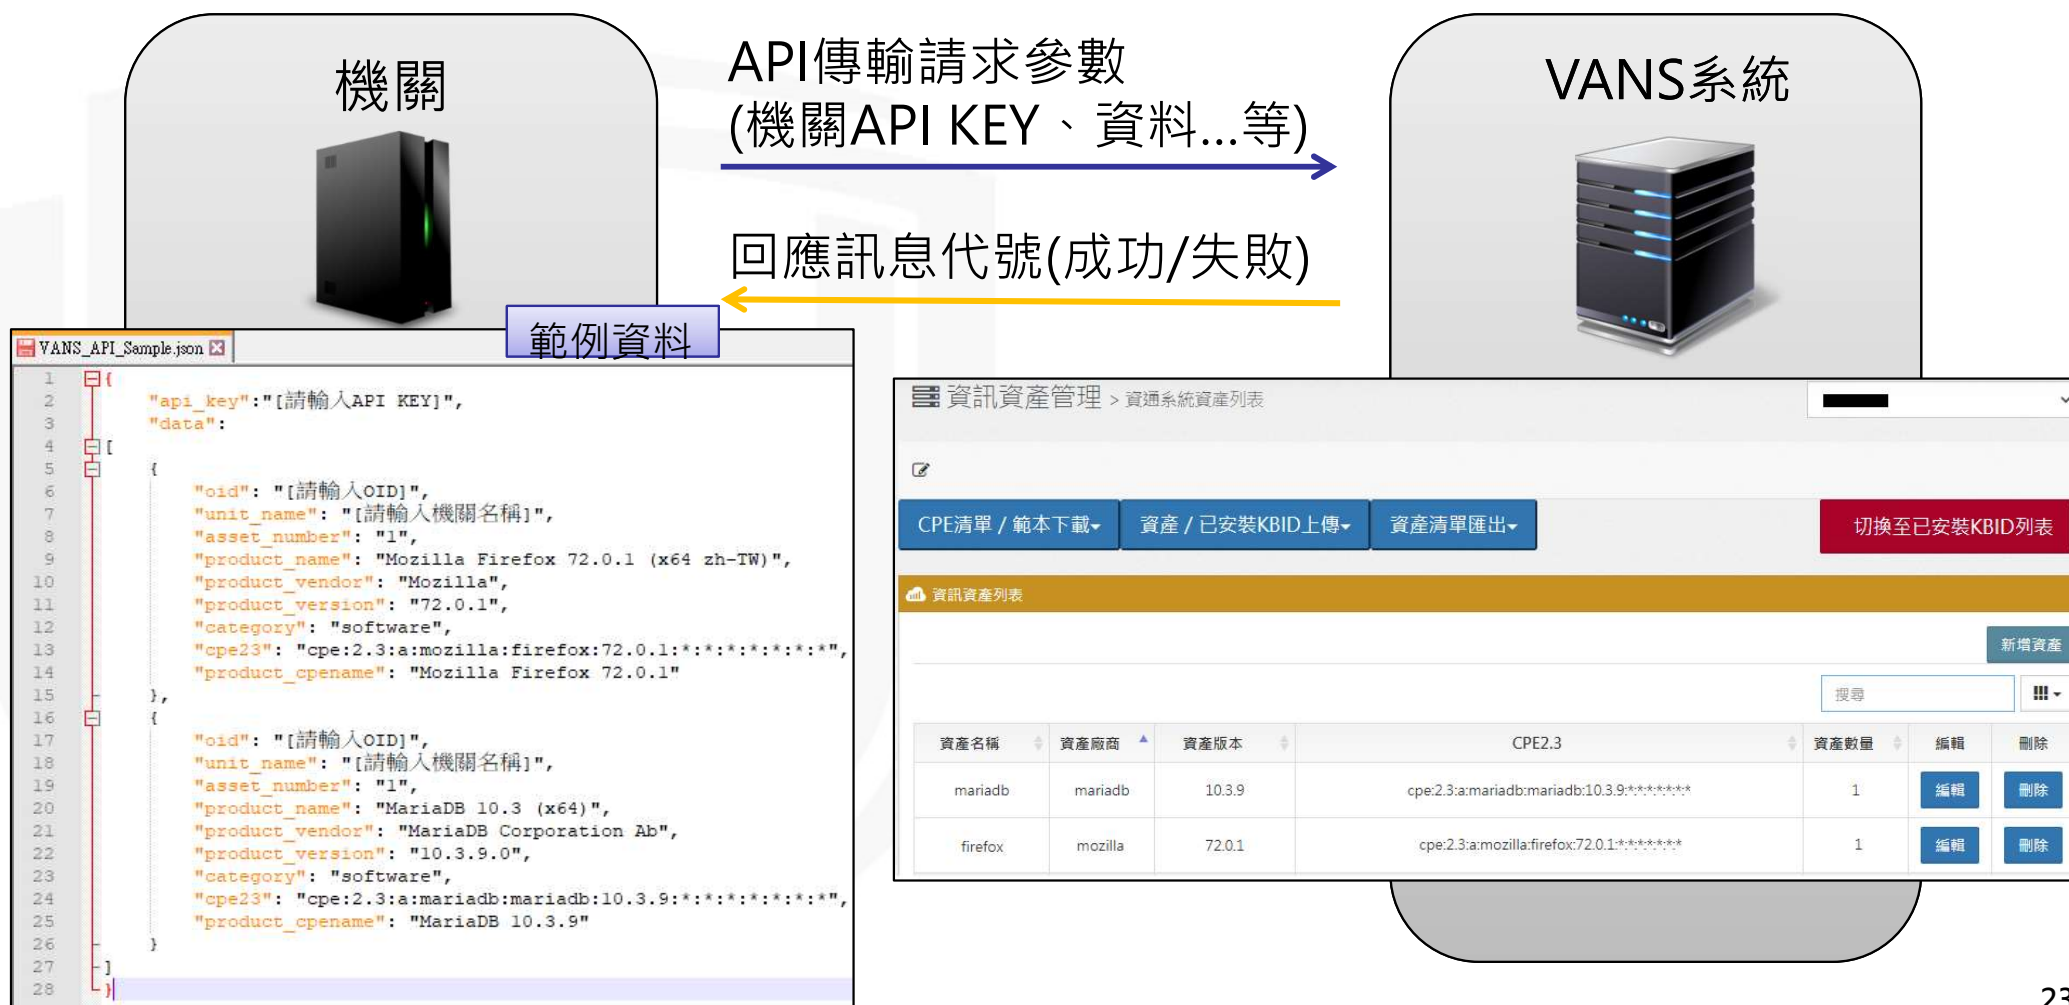 機關
API傳輸請求參數
(機關API KEY、資料...等)
VANS系統
回應訊息代號(成功/失敗)
範例資料
VANS_API_Sample.json
1 {
2 "api_key":"[請輸入API KEY]",
3 "data":
4 [
5 {
6 "oid": "[請輸入OID]",
7 "unit_name": "[請輸入機關名稱]",
8 "asset_number": "1",
9 "product_name": "Mozilla Firefox 72.0.1 (x64 zh-TW)",
10 "product_vendor": "Mozilla",
11 "product_version": "72.0.1",
12 "category": "software",
13 "cpe23": "cpe:2.3:a:mozilla:firefox:72.0.1:*:*:*:*:*:*:*",
14 "product_cpename": "Mozilla Firefox 72.0.1"
15 },
16 {
17 "oid": "[請輸入OID]",
18 "unit_name": "[請輸入機關名稱]",
19 "asset_number": "1",
20 "product_name": "MariaDB 10.3 (x64)",
21 "product_vendor": "MariaDB Corporation Ab",
22 "product_version": "10.3.9.0",
23 "category": "software",
24 "cpe23": "cpe:2.3:a:mariadb:mariadb:10.3.9:*:*:*:*:*:*:*",
25 "product_cpename": "MariaDB 10.3.9"
26 }
27 ]
28 }
資訊資產管理 > 資通系統資產列表
CPE清單 / 範本下載 資產 / 已安裝KBID上傳 資產清單匯出 切換至已安裝KBID列表
資訊資產列表
新增資產
搜尋
資產名稱 資產廠商 資產版本 CPE2.3 資產數量 編輯 刪除
mariadb mariadb 10.3.9 cpe:2.3:a:mariadb:mariadb:10.3.9:*:*:*:*:*:*:* 1 編輯 刪除
firefox mozilla 72.0.1 cpe:2.3:a:mozilla:firefox:72.0.1:*:*:*:*:*:*:* 1 編輯 刪除
23